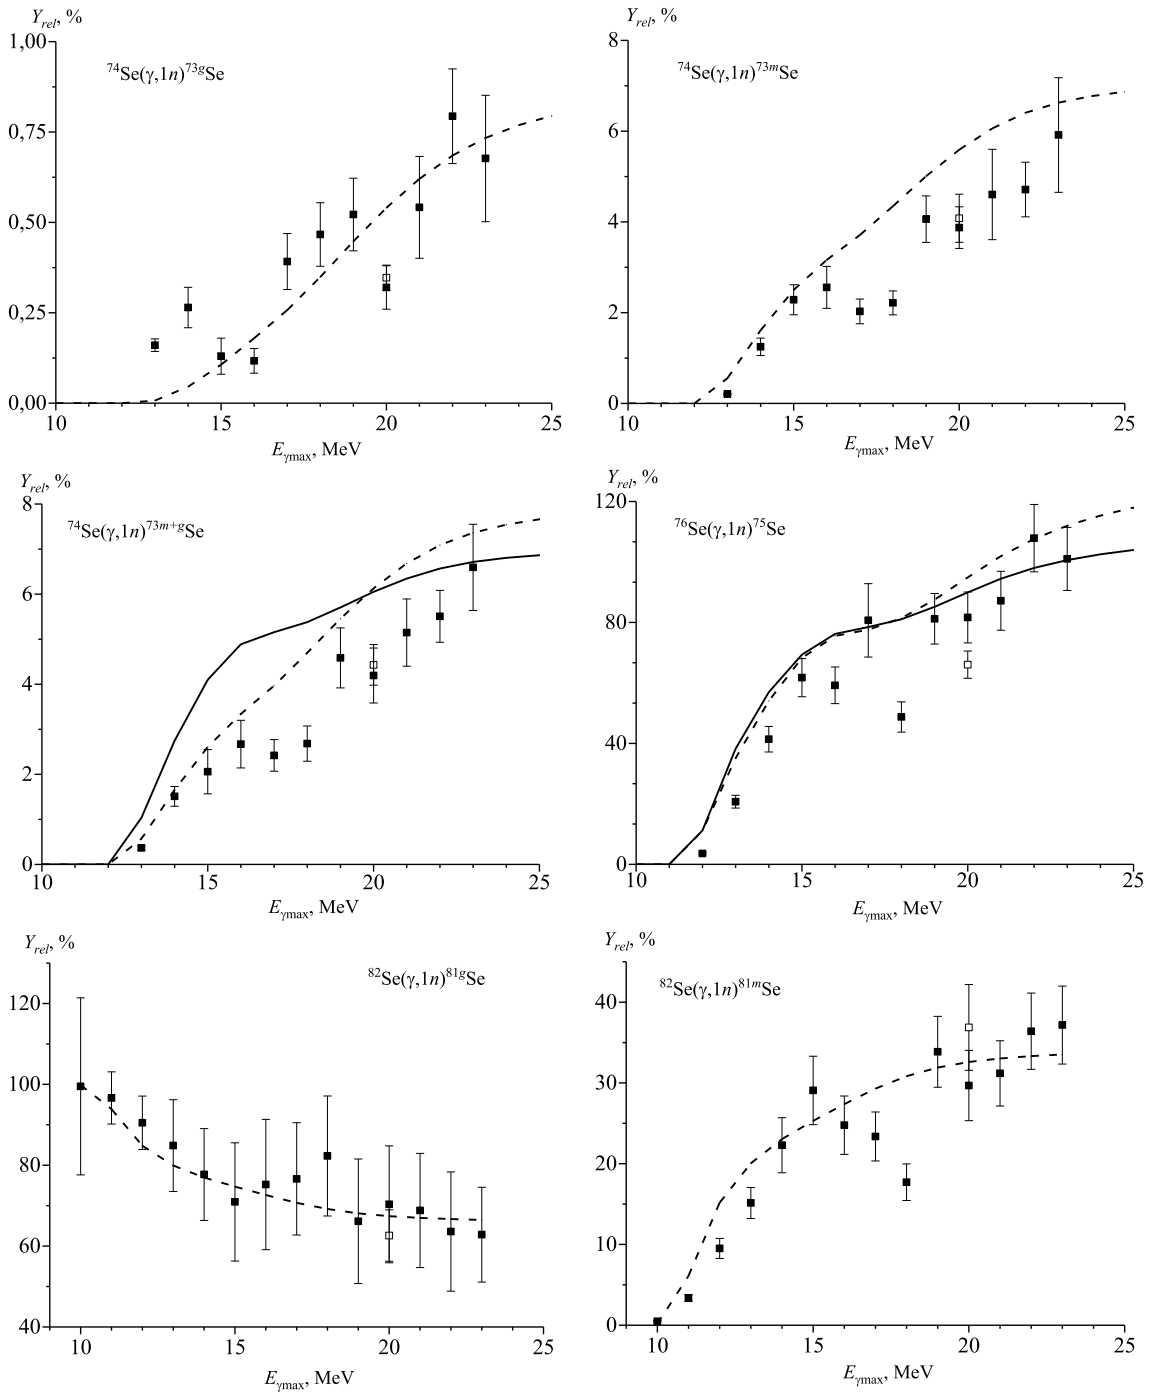 Y_rel, %
1,00
⁷⁴Se(γ,1n)⁷³ᵍSe
0,75
0,50
0,25
0,00
10 15 20 25
E_γmax, MeV
Y_rel, %
8
⁷⁴Se(γ,1n)⁷³ᵐSe
6
4
2
0
10 15 20 25
E_γmax, MeV
Y_rel, %
8
⁷⁴Se(γ,1n)⁷³ᵐ⁺ᵍSe
6
4
2
0
10 15 20 25
E_γmax, MeV
Y_rel, %
120
⁷⁶Se(γ,1n)⁷⁵Se
80
40
0
10 15 20 25
E_γmax, MeV
Y_rel, %
⁸²Se(γ,1n)⁸¹ᵍSe
120
100
80
60
40
10 15 20 25
E_γmax, MeV
Y_rel, %
⁸²Se(γ,1n)⁸¹ᵐSe
40
30
20
10
0
10 15 20 25
E_γmax, MeV